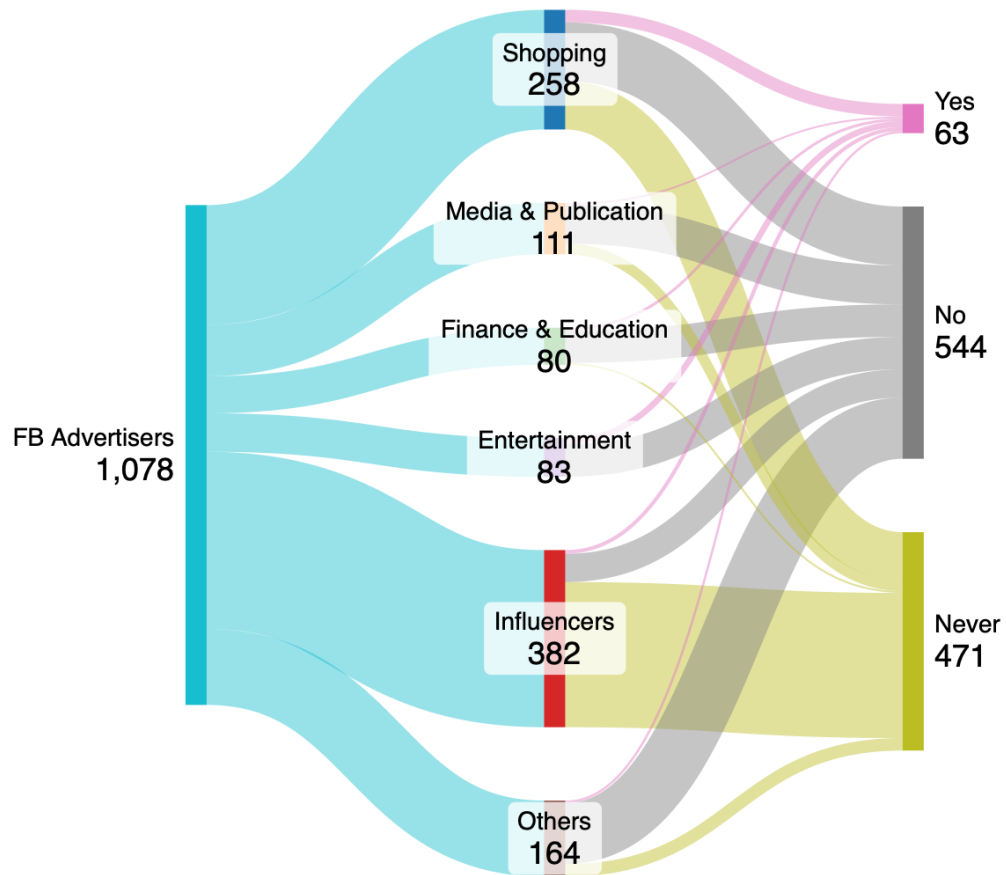 FB Advertisers
1,078
Shopping
258
Media & Publication
111
Finance & Education
80
Entertainment
83
Influencers
382
Others
164
Yes
63
No
544
Never
471